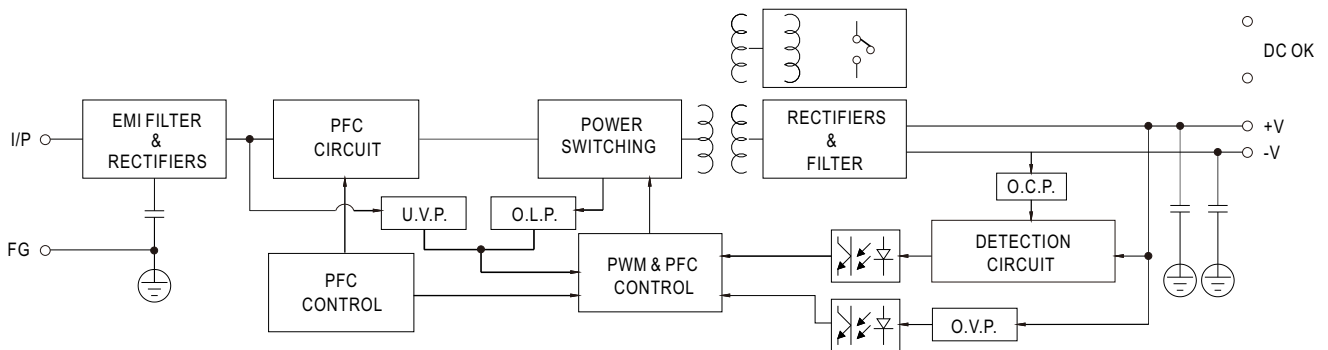 DC OK
I/P
EMI FILTER
&
RECTIFIERS
PFC
CIRCUIT
POWER
SWITCHING
RECTIFIERS
&
FILTER
+V
-V
O.C.P.
U.V.P.
O.L.P.
FG
PFC
CONTROL
PWM & PFC
CONTROL
DETECTION
CIRCUIT
O.V.P.